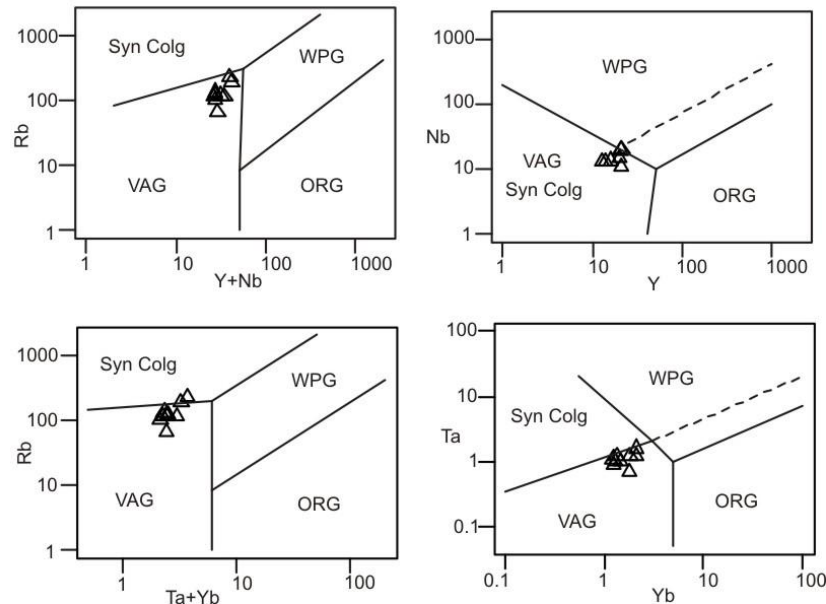 1000
100
10
1
Rb
Syn Colg
WPG
VAG
ORG
1
10
100
1000
Y+Nb
1000
100
10
1
Nb
WPG
VAG
Syn Colg
ORG
1
10
100
1000
Y
1000
100
10
1
Rb
Syn Colg
WPG
VAG
ORG
1
10
100
Ta+Yb
100
10
1
0.1
Ta
WPG
Syn Colg
VAG
ORG
0.1
1
10
100
Yb